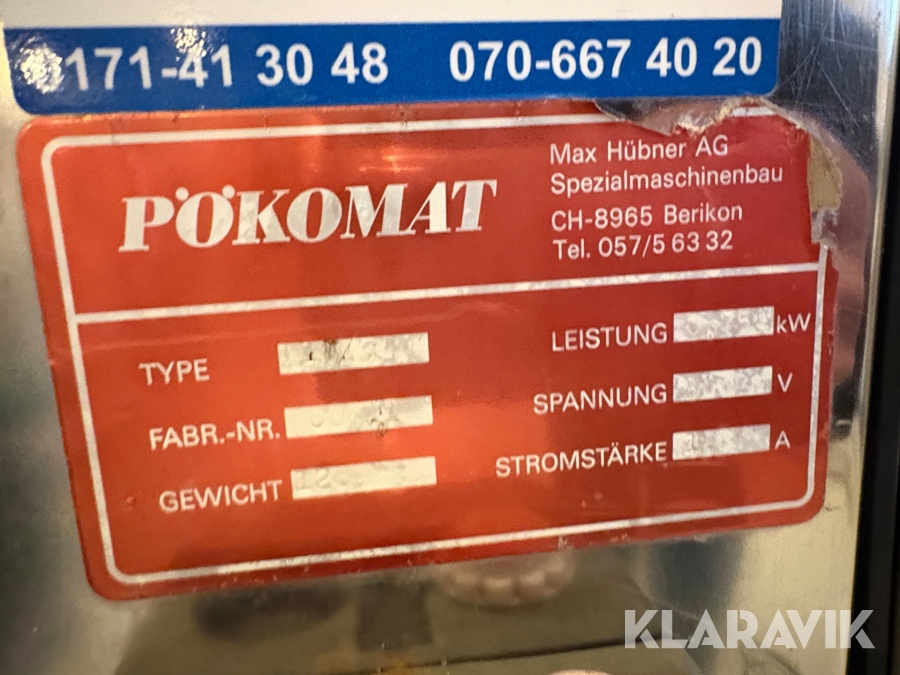 0171-41 30 48 070-667 40 20
PÖKOMAT
Max Hübner AG
Spezialmaschinenbau
CH-8965 Berikon
Tel. 057/5 63 32
TYPE
FABR.-NR.
GEWICHT
LEISTUNG kW
SPANNUNG V
STROMSTÄRKE A
KLARAVIK